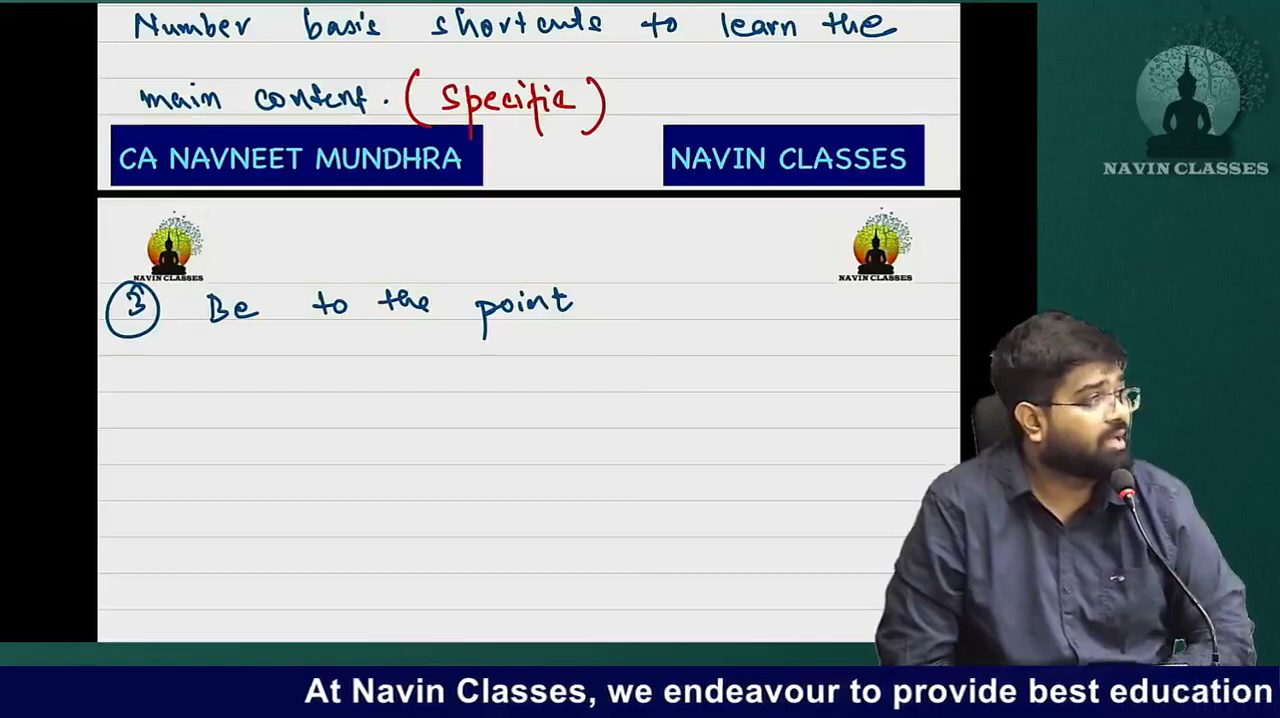 Number basis shortcuts to learn the
main content. (Specific)
CA NAVNEET MUNDHRA NAVIN CLASSES
NAVIN CLASSES
NAVIN CLASSES NAVIN CLASSES
3 Be to the point
At Navin Classes, we endeavour to provide best education